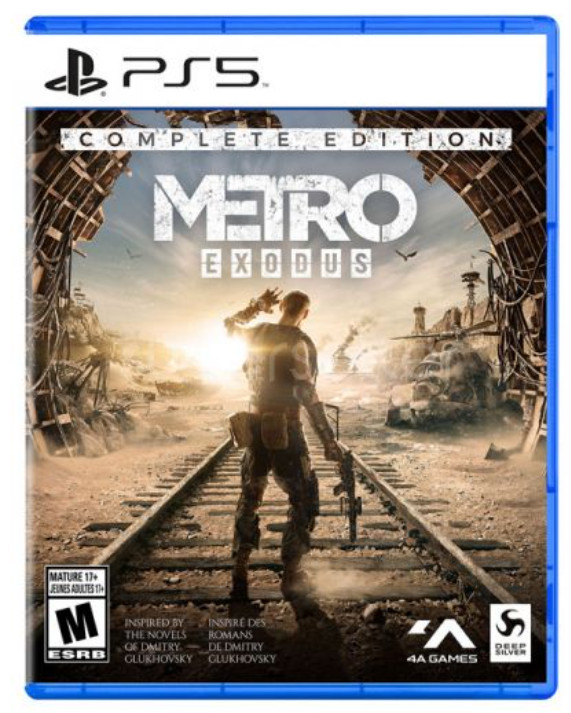 PS5
COMPLETE EDITION
METRO
EXODUS
MATURE 17+
JEUNES ADULTES 17+
M
ESRB
INSPIRED BY
THE NOVELS
OF DMITRY
GLUKHOVSKY
INSPIRÉ DES
ROMANS
DE DMITRY
GLUKHOVSKY
4A GAMES
DEEP
SILVER